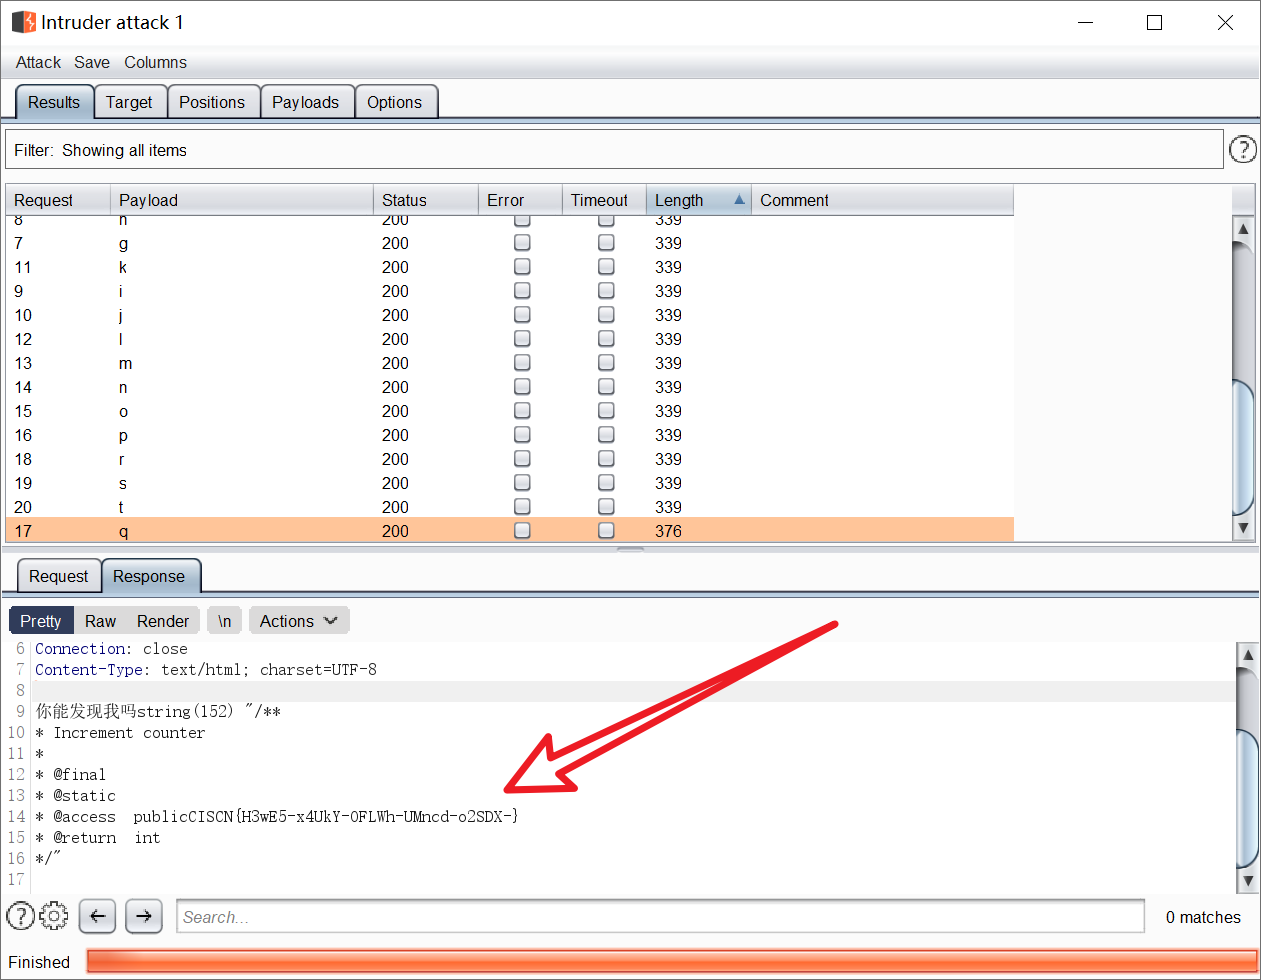 Intruder attack 1
Attack Save Columns
Results Target Positions Payloads Options
Filter: Showing all items
?
Request Payload Status Error Timeout Length Comment
8 h 200 339
7 g 200 339
11 k 200 339
9 i 200 339
10 j 200 339
12 l 200 339
13 m 200 339
14 n 200 339
15 o 200 339
16 p 200 339
18 r 200 339
19 s 200 339
20 t 200 339
17 q 200 376
Request Response
Pretty Raw Render \n Actions
6 Connection: close
7 Content-Type: text/html; charset=UTF-8
8
9 你能发现我吗string(152) "/**
10 * Increment counter
11 *
12 * @final
13 * @static
14 * @access  publicCISCN{H3wE5-x4UkY-0FLWh-UMncd-o2SDX-}
15 * @return  int
16 */"
17
? Search... 0 matches
Finished